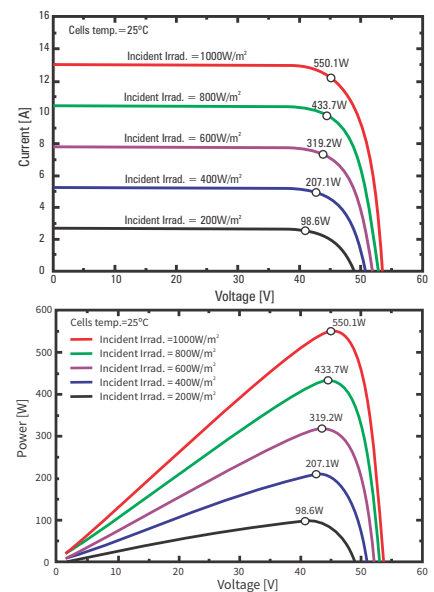 16
14
12
10
8
6
4
2
0
Current [A]
Cells temp.=25°C
Incident Irrad. =1000W/m²
550.1W
Incident Irrad. = 800W/m²
433.7W
Incident Irrad. = 600W/m²
319.2W
Incident Irrad. = 400W/m²
207.1W
Incident Irrad. = 200W/m²
98.6W
0 10 20 30 40 50 60
Voltage [V]
600
500
400
300
200
100
0
Power [W]
Cells temp.=25°C
Incident Irrad. =1000W/m²
Incident Irrad. = 800W/m²
Incident Irrad. = 600W/m²
Incident Irrad. = 400W/m²
Incident Irrad. = 200W/m²
550.1W
433.7W
319.2W
207.1W
98.6W
0 10 20 30 40 50 60
Voltage [V]